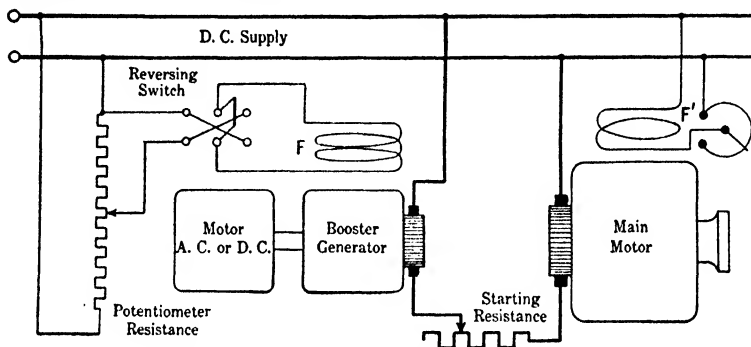 D. C. Supply
Reversing
Switch
F
F'
Motor
A. C. or D. C.
Booster
Generator
Main
Motor
Starting
Resistance
Potentiometer
Resistance